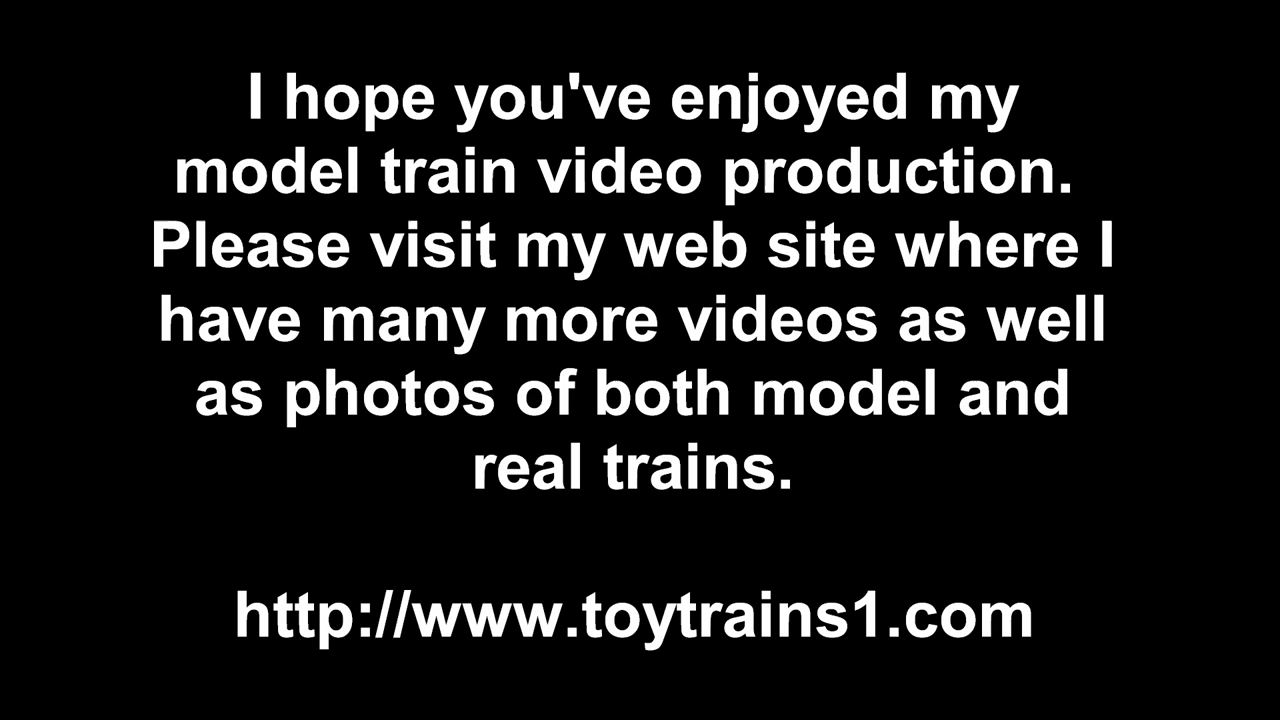 I hope you've enjoyed my
model train video production.
Please visit my web site where I
have many more videos as well
as photos of both model and
real trains.
http://www.toytrains1.com